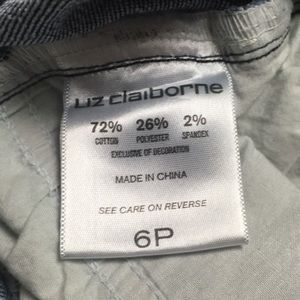 Liz claiborne
72% 26% 2%
COTTON POLYESTER SPANDEX
EXCLUSIVE OF DECORATION
MADE IN CHINA
SEE CARE ON REVERSE
6P